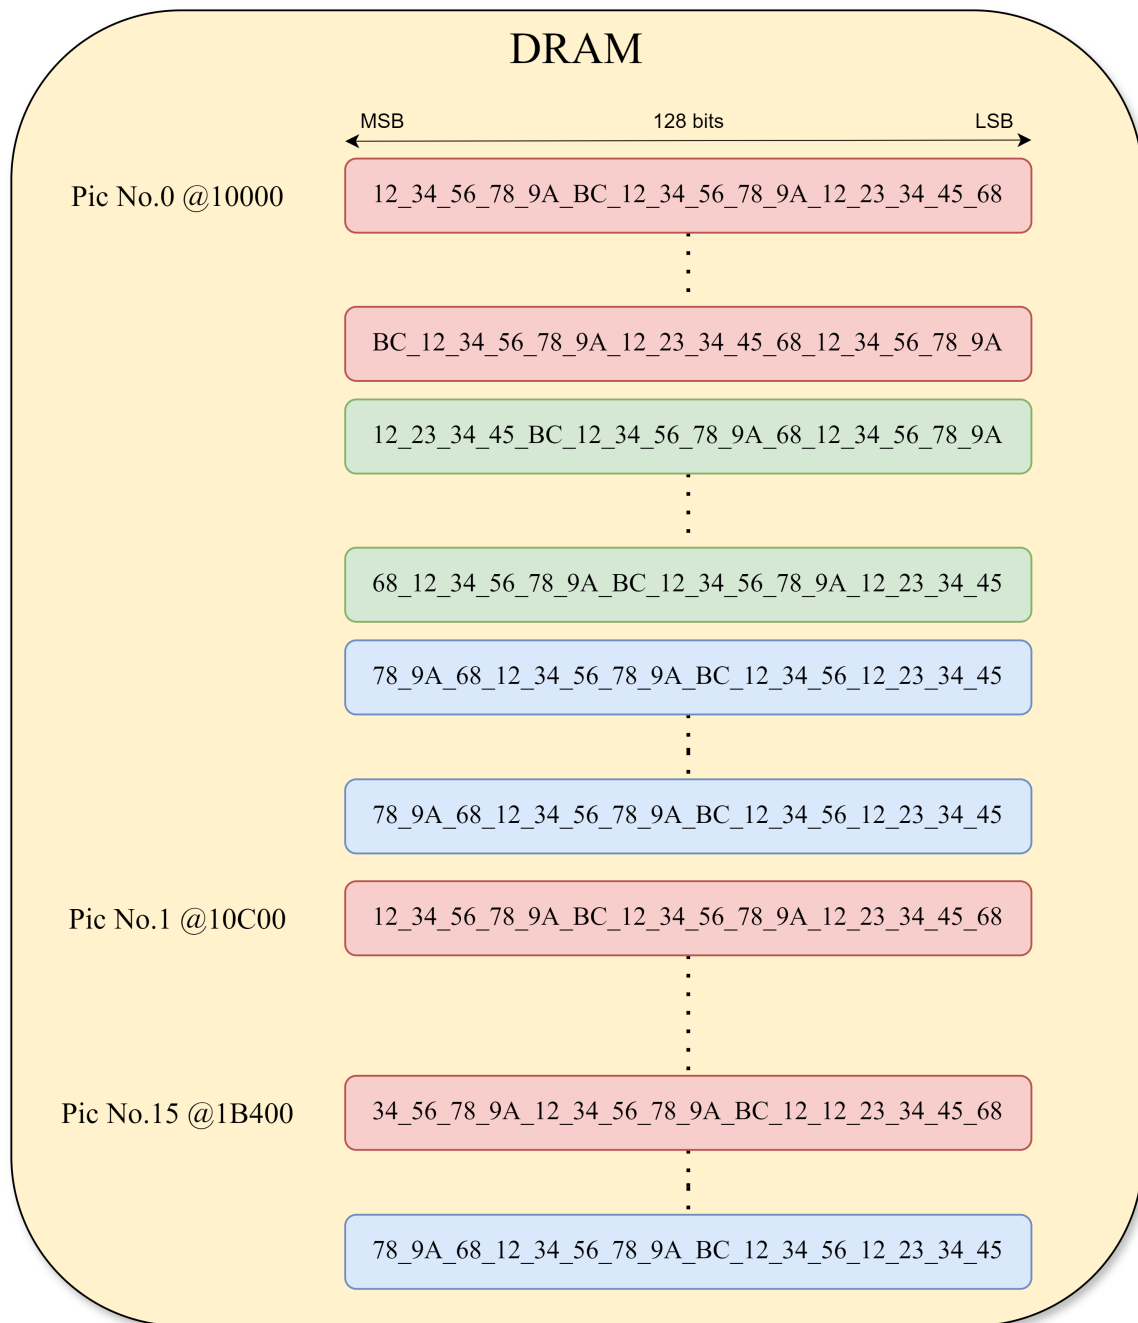 DRAM
MSB 128 bits LSB
Pic No.0 @10000 12_34_56_78_9A_BC_12_34_56_78_9A_12_23_34_45_68
BC_12_34_56_78_9A_12_23_34_45_68_12_34_56_78_9A
12_23_34_45_BC_12_34_56_78_9A_68_12_34_56_78_9A
68_12_34_56_78_9A_BC_12_34_56_78_9A_12_23_34_45
78_9A_68_12_34_56_78_9A_BC_12_34_56_12_23_34_45
78_9A_68_12_34_56_78_9A_BC_12_34_56_12_23_34_45
Pic No.1 @10C00 12_34_56_78_9A_BC_12_34_56_78_9A_12_23_34_45_68
Pic No.15 @1B400 34_56_78_9A_12_34_56_78_9A_BC_12_12_23_34_45_68
78_9A_68_12_34_56_78_9A_BC_12_34_56_12_23_34_45